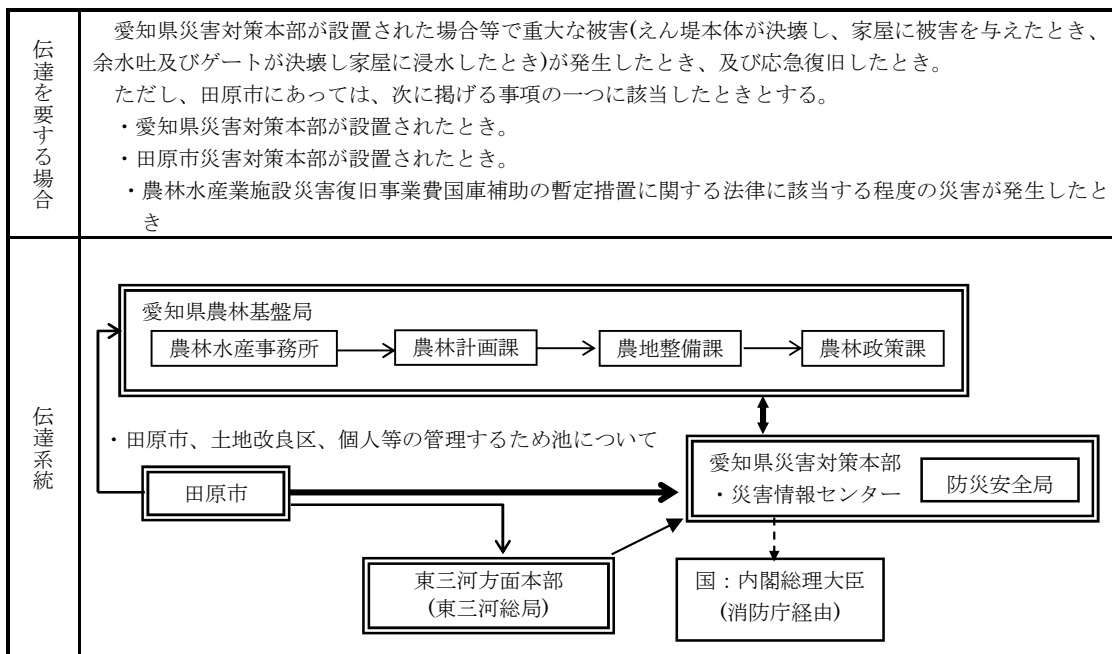 伝達を要する場合
愛知県災害対策本部が設置された場合等で重大な被害(えん堤本体が決壊し、家屋に被害を与えたとき、
余水吐及びゲートが決壊し家屋に浸水したとき)が発生したとき、及び応急復旧したとき。
ただし、田原市にあっては、次に掲げる事項の一つに該当したときとする。
・愛知県災害対策本部が設置されたとき。
・田原市災害対策本部が設置されたとき。
・農林水産業施設災害復旧事業費国庫補助の暫定措置に関する法律に該当する程度の災害が発生したと
き
伝達系統
愛知県農林基盤局
農林水産事務所
農林計画課
農地整備課
農林政策課
・田原市、土地改良区、個人等の管理するため池について
田原市
愛知県災害対策本部
・災害情報センター
防災安全局
東三河方面本部
(東三河総局)
国：内閣総理大臣
(消防庁経由)